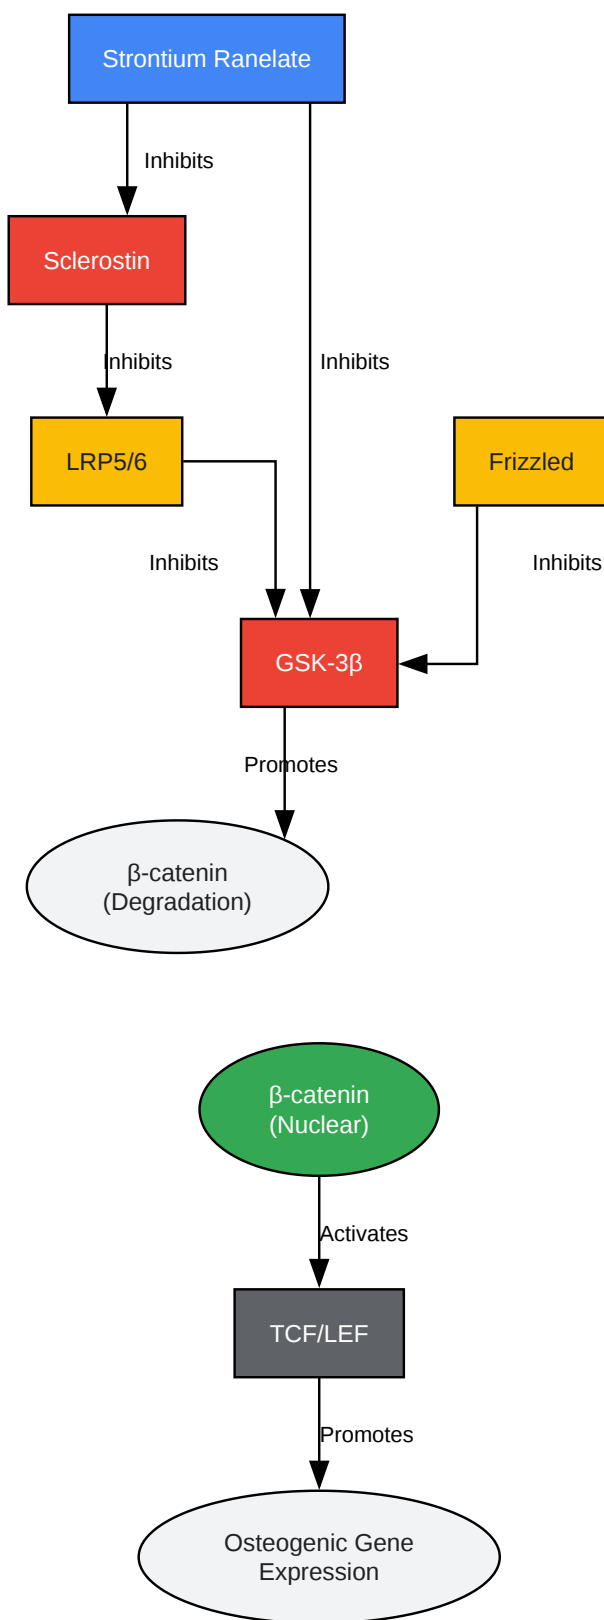 Strontium Ranelate
Inhibits
Sclerostin
Inhibits
Inhibits
LRP5/6
Frizzled
Inhibits
Inhibits
GSK-3β
Promotes
β-catenin
(Degradation)
β-catenin
(Nuclear)
Activates
TCF/LEF
Promotes
Osteogenic Gene
Expression